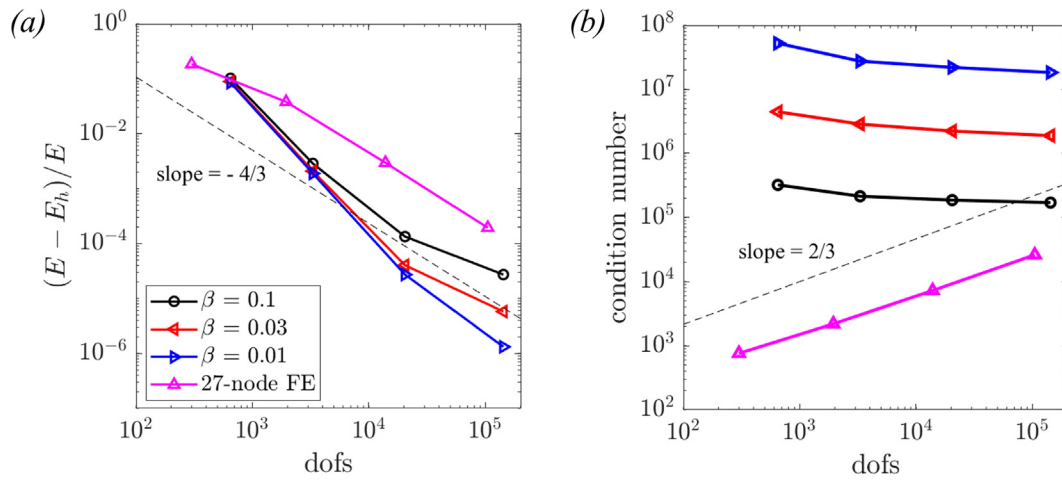 (a)
10^0
10^-2
10^-4
10^-6
(E − E_h)/E
slope = - 4/3
β = 0.1
β = 0.03
β = 0.01
27-node FE
10^2 10^3 10^4 10^5
dofs
(b)
10^8
10^7
10^6
10^5
10^4
10^3
10^2
condition number
slope = 2/3
10^2 10^3 10^4 10^5
dofs